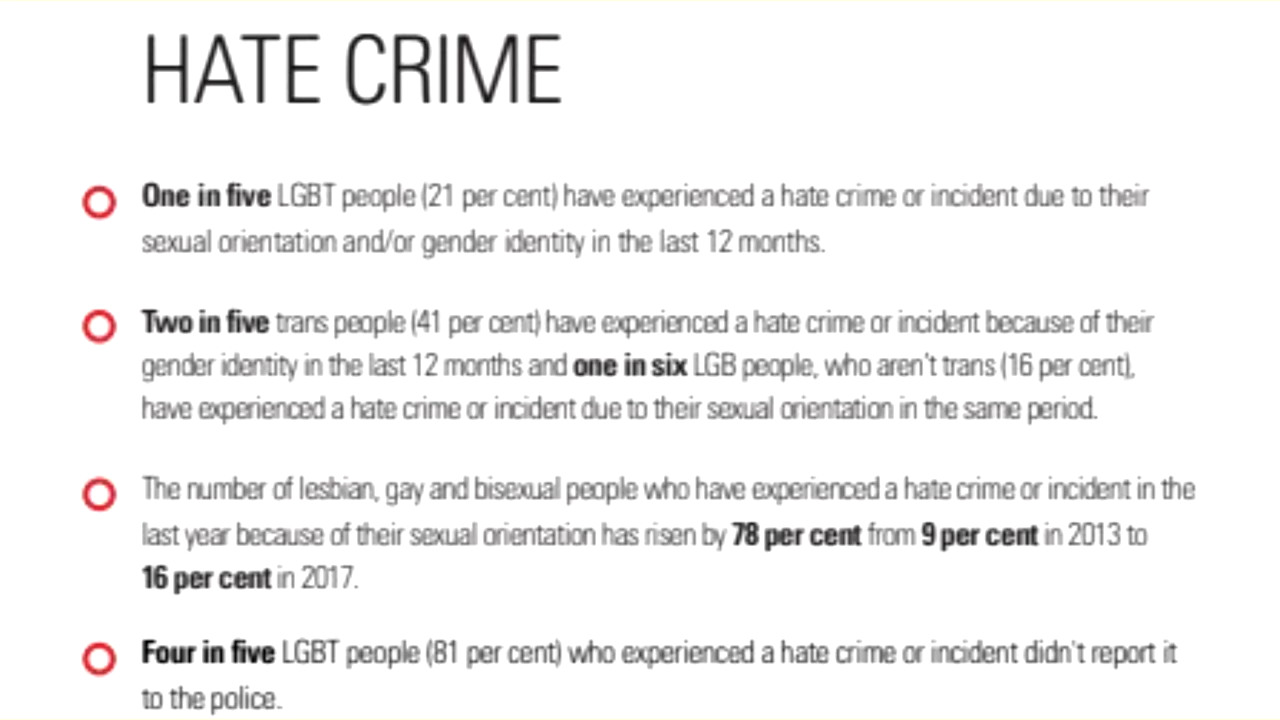 HATE CRIME
One in five LGBT people (21 per cent) have experienced a hate crime or incident due to their
sexual orientation and/or gender identity in the last 12 months.
Two in five trans people (41 per cent) have experienced a hate crime or incident because of their
gender identity in the last 12 months and one in six LGB people, who aren't trans (16 per cent),
have experienced a hate crime or incident due to their sexual orientation in the same period.
The number of lesbian, gay and bisexual people who have experienced a hate crime or incident in the
last year because of their sexual orientation has risen by 78 per cent from 9 per cent in 2013 to
16 per cent in 2017.
Four in five LGBT people (81 per cent) who experienced a hate crime or incident didn't report it
to the police.